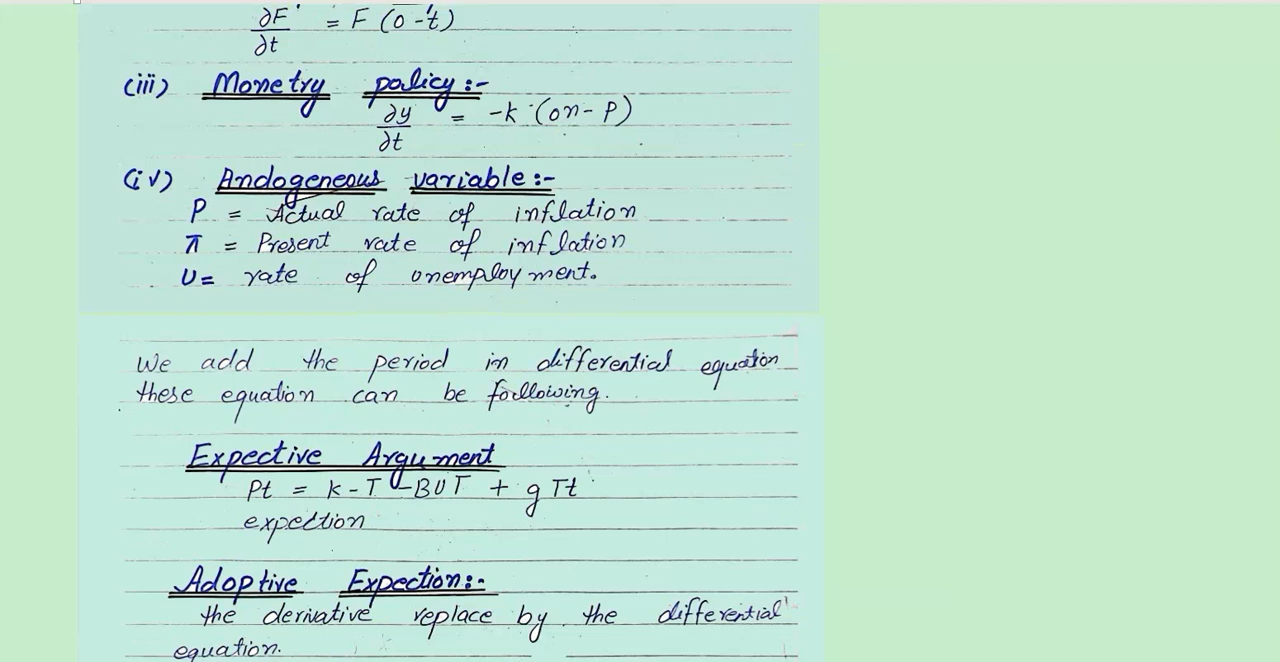 ∂F/∂t = F (0 - t)
(iii) Monetry policy :-
∂y/∂t = -k (on - P)
(iv) Andogeneous variable :-
P = Actual rate of inflation
π = Present rate of inflation
U = rate of unemployment.
We add the period in differential equation
these equation can be following.
Expective Argument
Pt = k - T - BUT + g Tt
expection
Adoptive Expection :-
the derivative replace by the differential
equation.